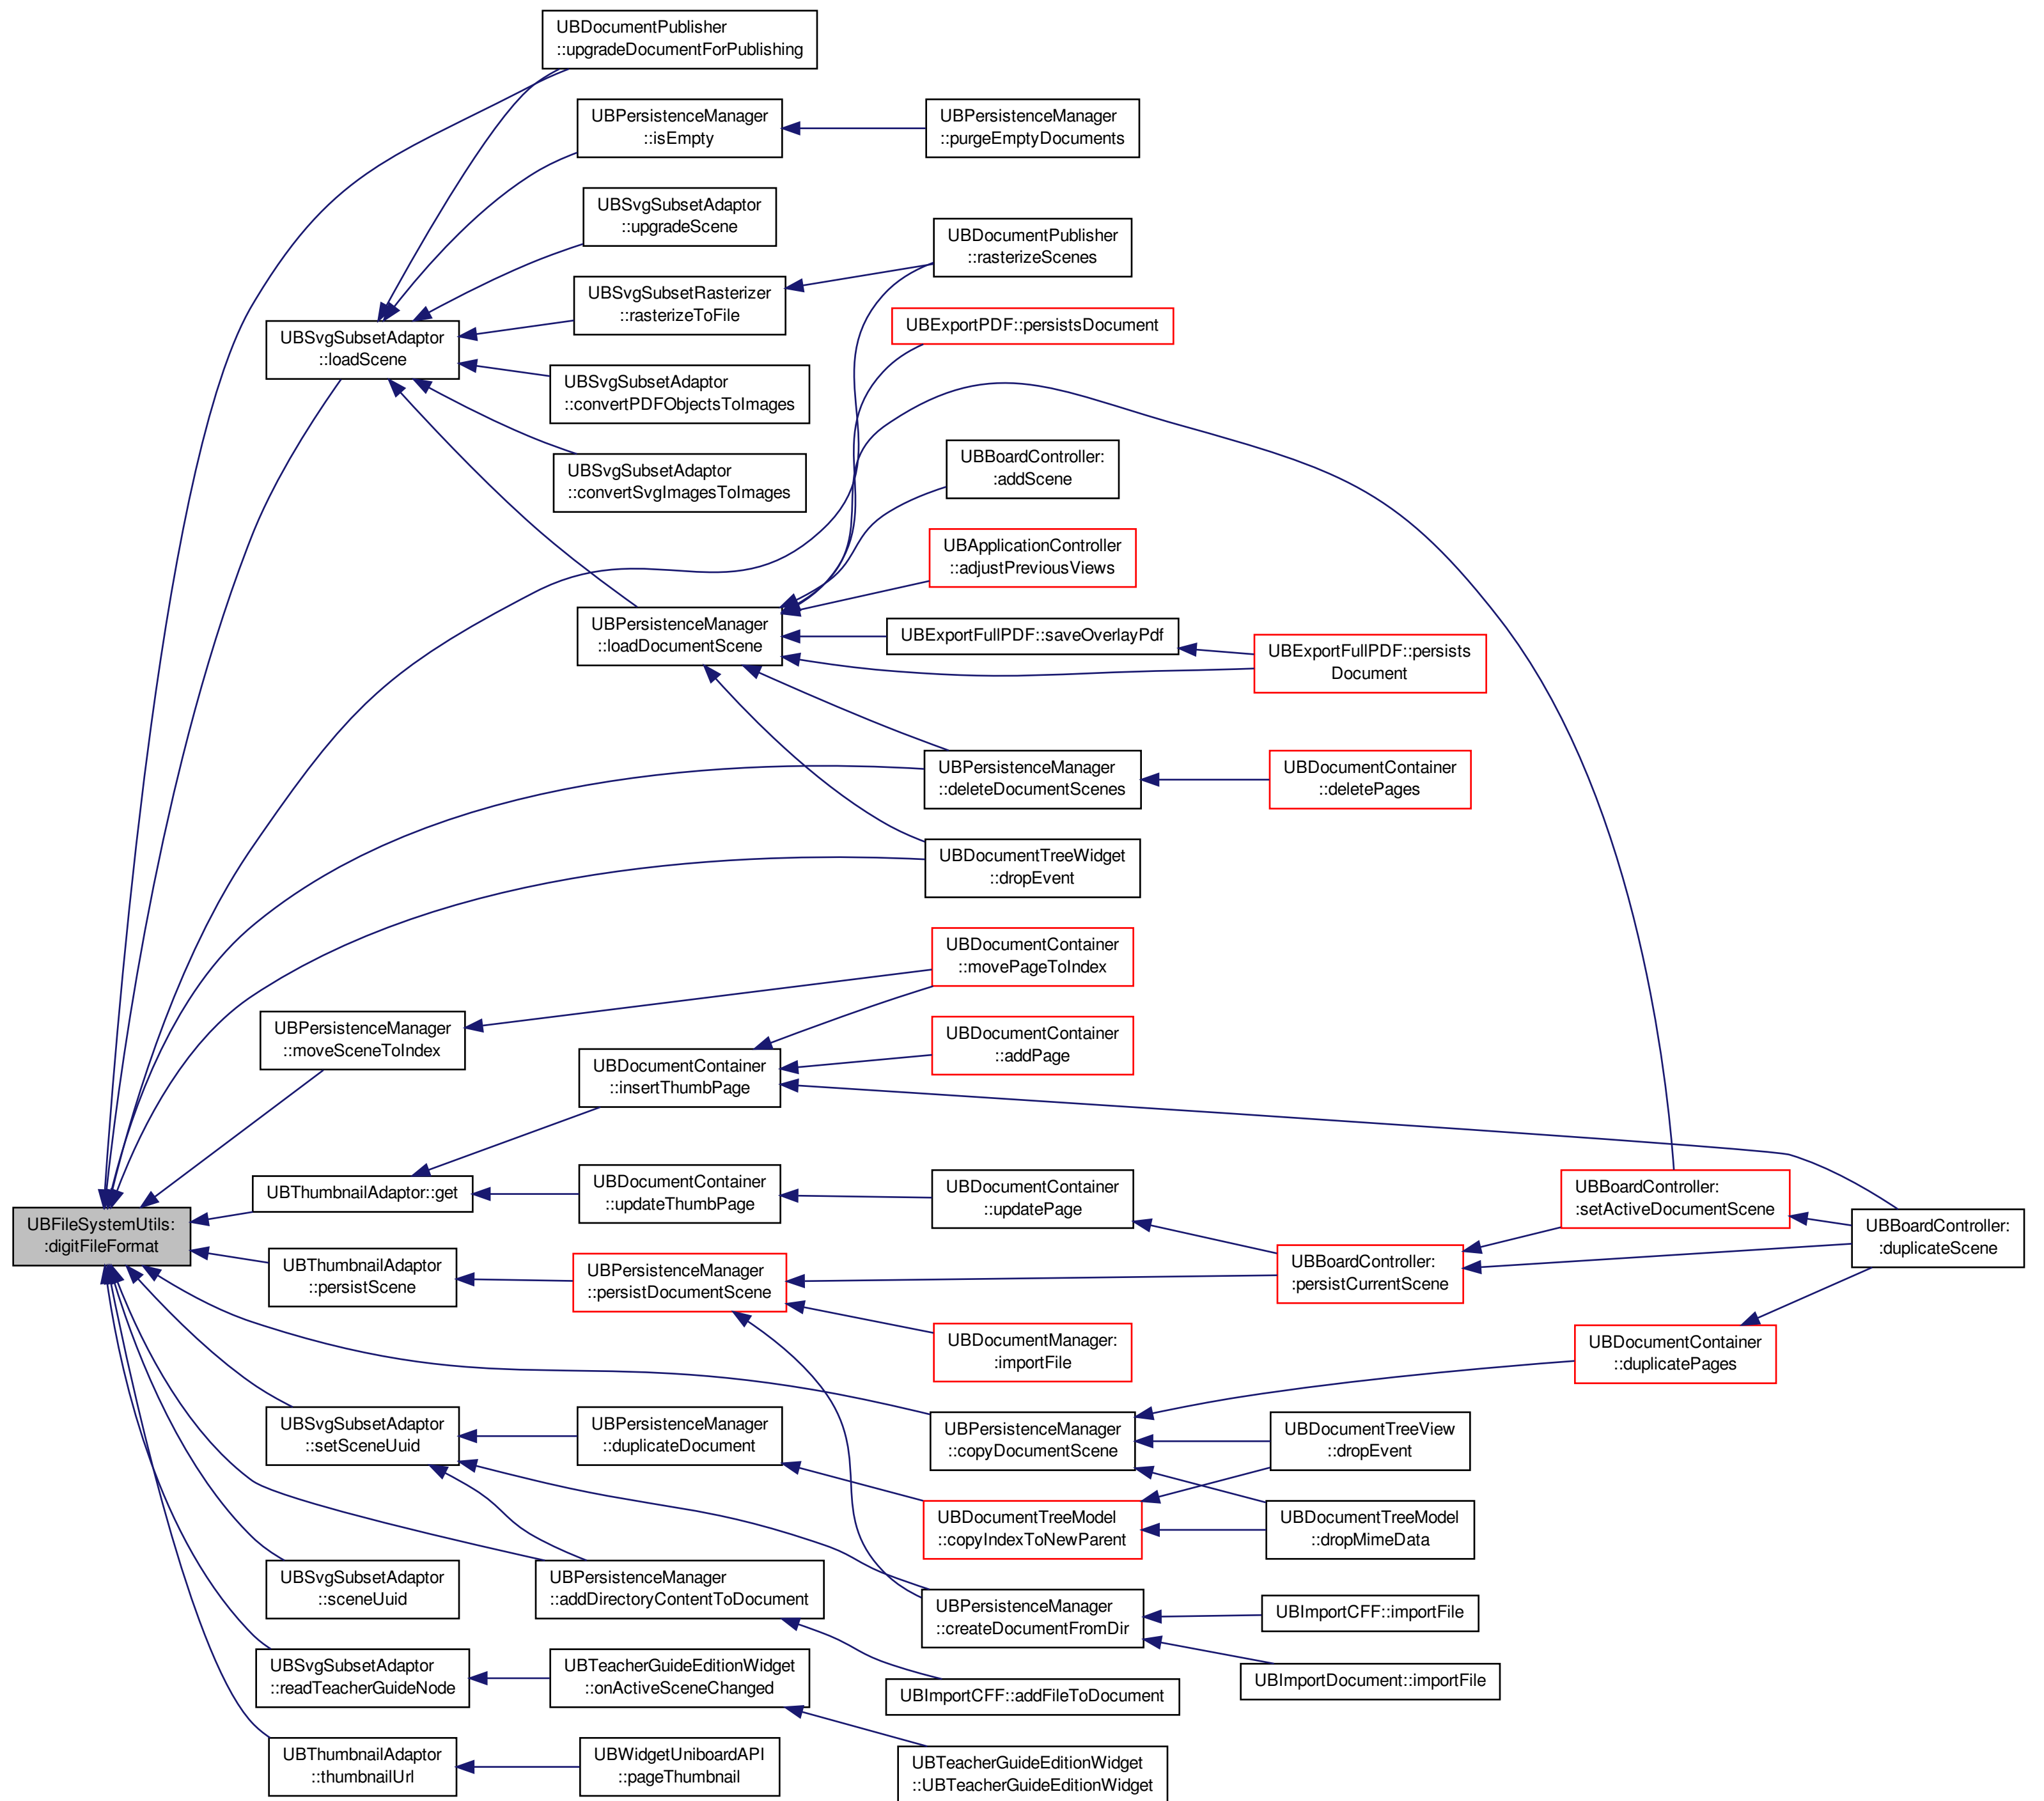 UBDocumentPublisher
::upgradeDocumentForPublishing
UBPersistenceManager
::isEmpty
UBPersistenceManager
::purgeEmptyDocuments
UBSvgSubsetAdaptor
::upgradeScene
UBDocumentPublisher
::rasterizeScenes
UBSvgSubsetRasterizer
::rasterizeToFile
UBExportPDF::persistsDocument
UBSvgSubsetAdaptor
::loadScene
UBSvgSubsetAdaptor
::convertPDFObjectsToImages
UBSvgSubsetAdaptor
::convertSvgImagesToImages
UBBoardController:
:addScene
UBApplicationController
::adjustPreviousViews
UBPersistenceManager
::loadDocumentScene
UBExportFullPDF::saveOverlayPdf
UBExportFullPDF::persists
Document
UBPersistenceManager
::deleteDocumentScenes
UBDocumentContainer
::deletePages
UBDocumentTreeWidget
::dropEvent
UBDocumentContainer
::movePageToIndex
UBPersistenceManager
::moveSceneToIndex
UBDocumentContainer
::addPage
UBDocumentContainer
::insertThumbPage
UBThumbnailAdaptor::get
UBDocumentContainer
::updateThumbPage
UBDocumentContainer
::updatePage
UBBoardController:
:setActiveDocumentScene
UBBoardController:
:duplicateScene
UBFileSystemUtils:
:digitFileFormat
UBThumbnailAdaptor
::persistScene
UBPersistenceManager
::persistDocumentScene
UBBoardController:
:persistCurrentScene
UBDocumentManager:
:importFile
UBDocumentContainer
::duplicatePages
UBSvgSubsetAdaptor
::setSceneUuid
UBPersistenceManager
::duplicateDocument
UBPersistenceManager
::copyDocumentScene
UBDocumentTreeView
::dropEvent
UBDocumentTreeModel
::copyIndexToNewParent
UBDocumentTreeModel
::dropMimeData
UBSvgSubsetAdaptor
::sceneUuid
UBPersistenceManager
::addDirectoryContentToDocument
UBPersistenceManager
::createDocumentFromDir
UBImportCFF::importFile
UBImportDocument::importFile
UBSvgSubsetAdaptor
::readTeacherGuideNode
UBTeacherGuideEditionWidget
::onActiveSceneChanged
UBImportCFF::addFileToDocument
UBThumbnailAdaptor
::thumbnailUrl
UBWidgetUniboardAPI
::pageThumbnail
UBTeacherGuideEditionWidget
::UBTeacherGuideEditionWidget